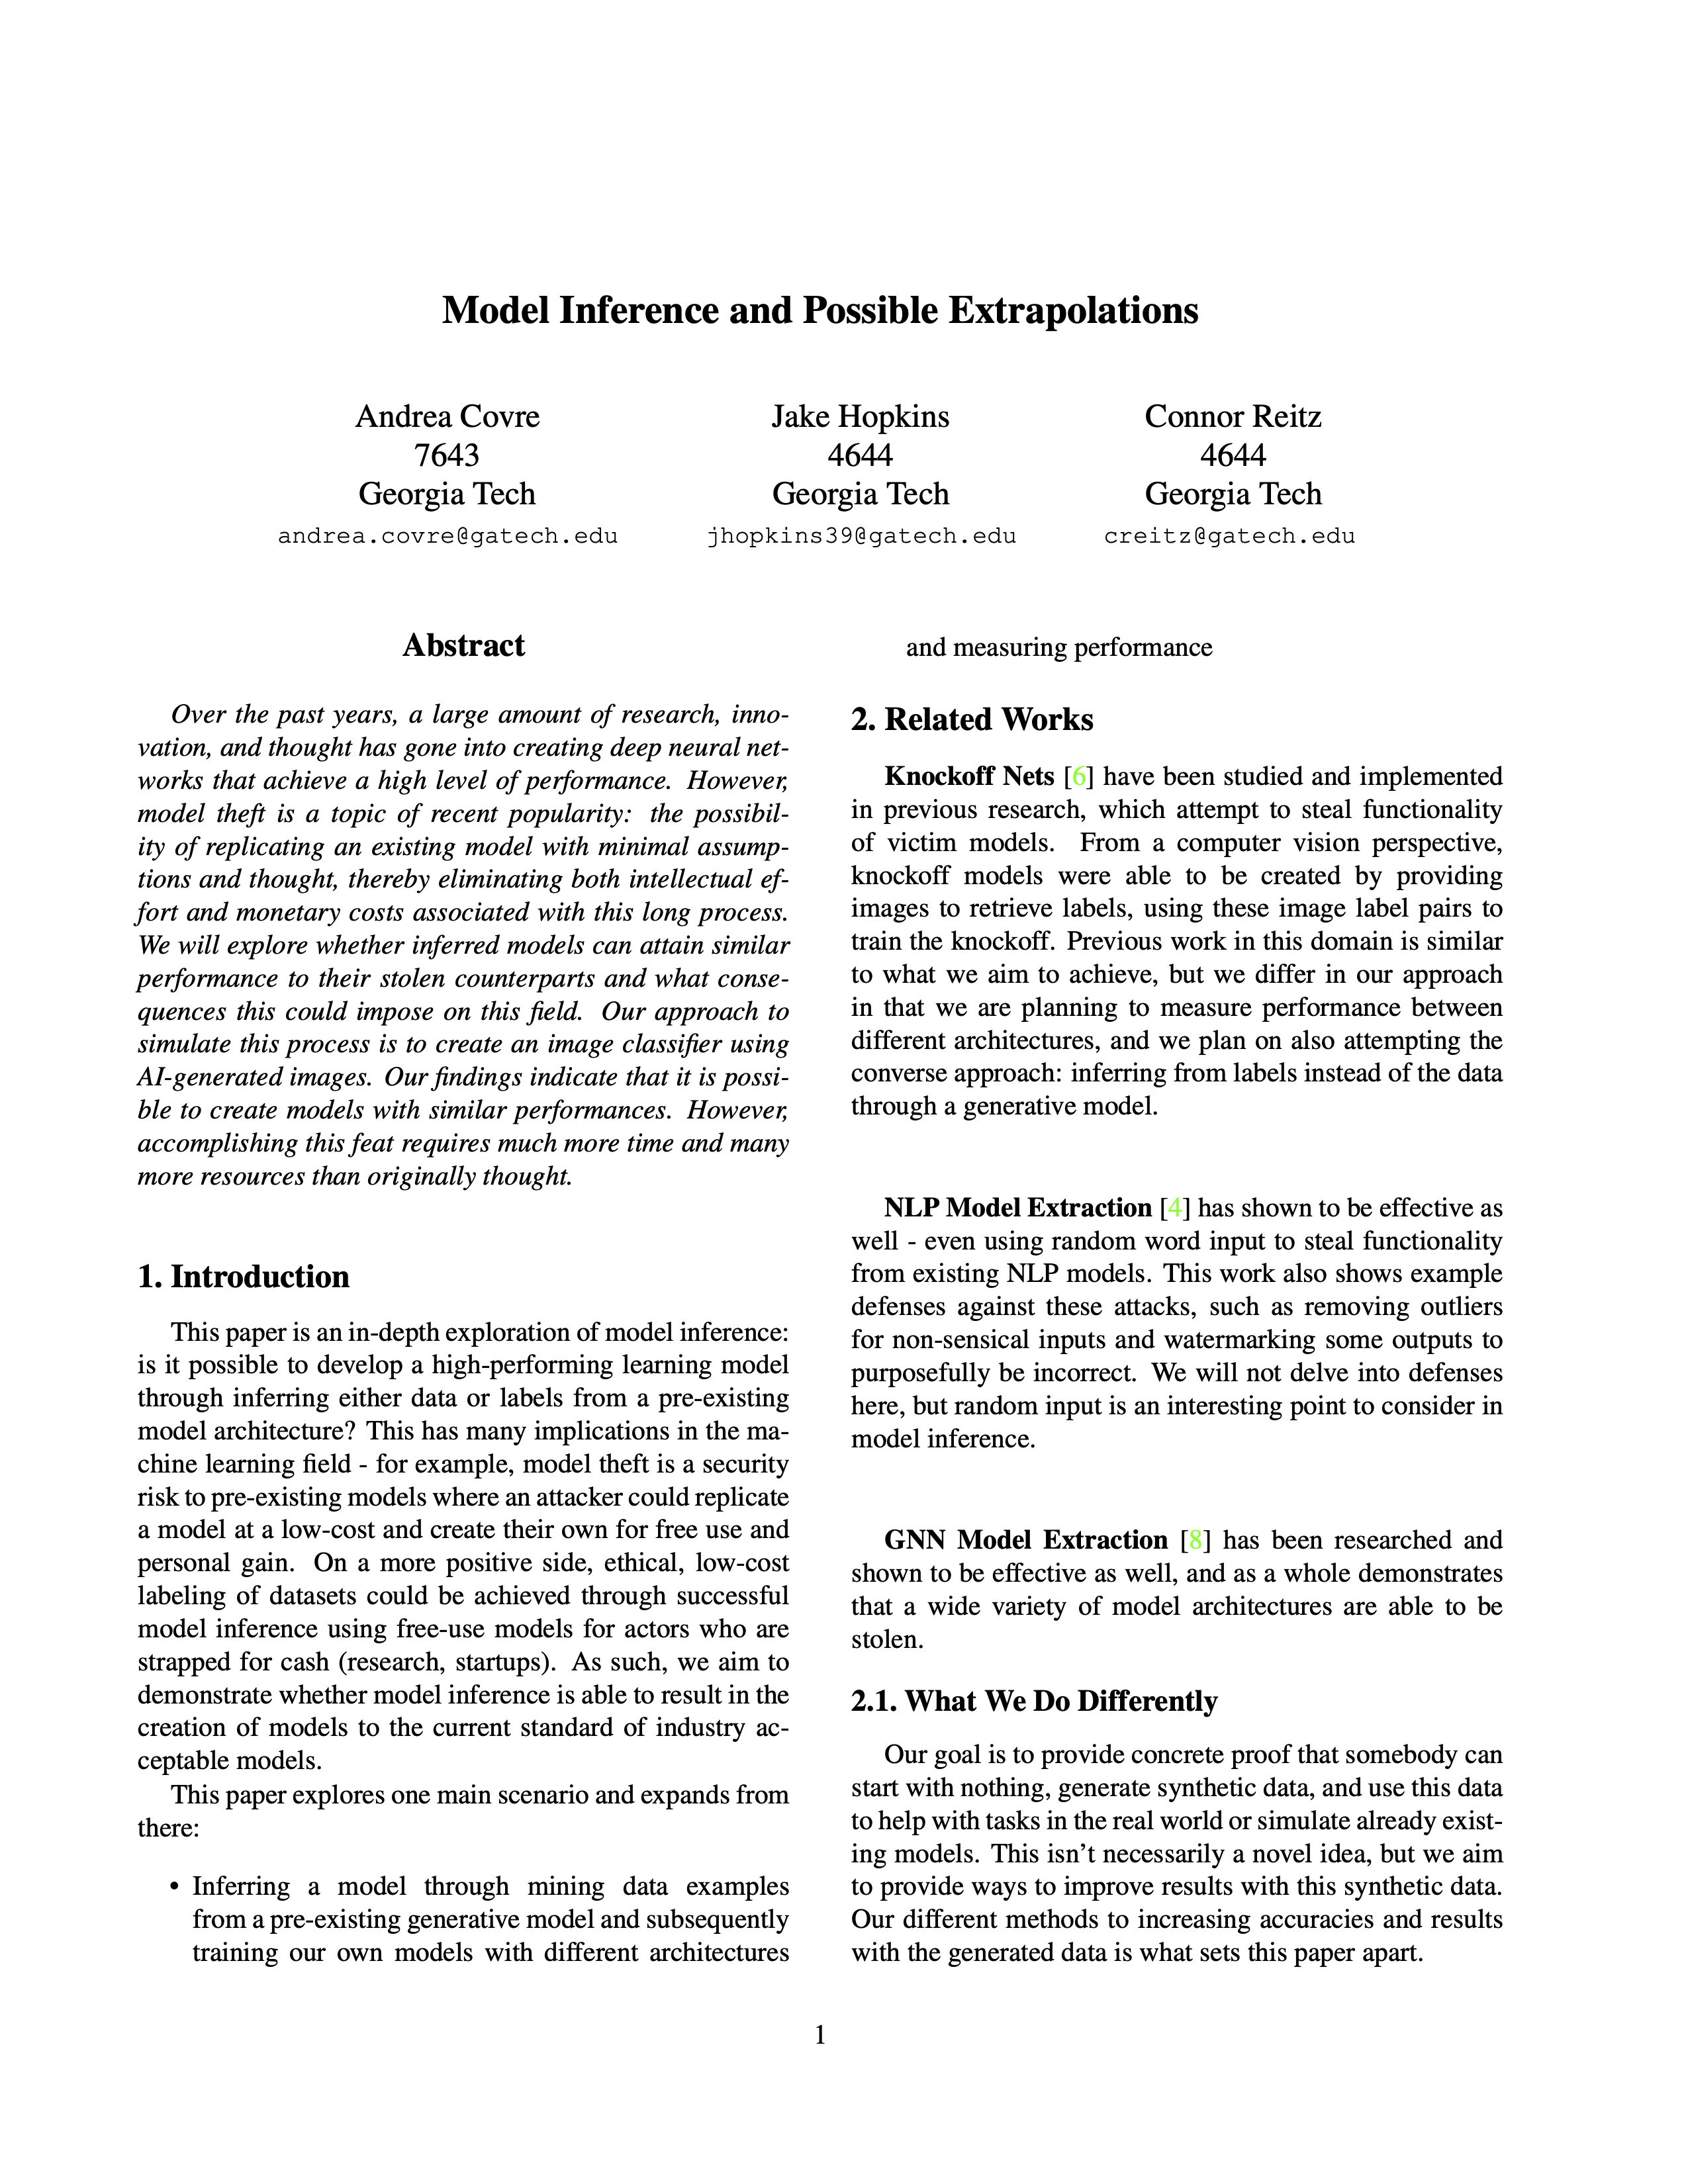 Model Inference and Possible Extrapolations
Andrea Covre
7643
Georgia Tech
andrea.covre@gatech.edu
Jake Hopkins
4644
Georgia Tech
jhopkins39@gatech.edu
Connor Reitz
4644
Georgia Tech
creitz@gatech.edu
Abstract
Over the past years, a large amount of research, inno-
vation, and thought has gone into creating deep neural net-
works that achieve a high level of performance. However,
model theft is a topic of recent popularity: the possibil-
ity of replicating an existing model with minimal assump-
tions and thought, thereby eliminating both intellectual ef-
fort and monetary costs associated with this long process.
We will explore whether inferred models can attain similar
performance to their stolen counterparts and what conse-
quences this could impose on this field. Our approach to
simulate this process is to create an image classifier using
AI-generated images. Our findings indicate that it is possi-
ble to create models with similar performances. However,
accomplishing this feat requires much more time and many
more resources than originally thought.
1. Introduction
This paper is an in-depth exploration of model inference:
is it possible to develop a high-performing learning model
through inferring either data or labels from a pre-existing
model architecture? This has many implications in the ma-
chine learning field - for example, model theft is a security
risk to pre-existing models where an attacker could replicate
a model at a low-cost and create their own for free use and
personal gain. On a more positive side, ethical, low-cost
labeling of datasets could be achieved through successful
model inference using free-use models for actors who are
strapped for cash (research, startups). As such, we aim to
demonstrate whether model inference is able to result in the
creation of models to the current standard of industry ac-
ceptable models.
This paper explores one main scenario and expands from
there:
• Inferring a model through mining data examples
from a pre-existing generative model and subsequently
training our own models with different architectures
and measuring performance
2. Related Works
Knockoff Nets [6] have been studied and implemented
in previous research, which attempt to steal functionality
of victim models. From a computer vision perspective,
knockoff models were able to be created by providing
images to retrieve labels, using these image label pairs to
train the knockoff. Previous work in this domain is similar
to what we aim to achieve, but we differ in our approach
in that we are planning to measure performance between
different architectures, and we plan on also attempting the
converse approach: inferring from labels instead of the data
through a generative model.
NLP Model Extraction [4] has shown to be effective as
well - even using random word input to steal functionality
from existing NLP models. This work also shows example
defenses against these attacks, such as removing outliers
for non-sensical inputs and watermarking some outputs to
purposefully be incorrect. We will not delve into defenses
here, but random input is an interesting point to consider in
model inference.
GNN Model Extraction [8] has been researched and
shown to be effective as well, and as a whole demonstrates
that a wide variety of model architectures are able to be
stolen.
2.1. What We Do Differently
Our goal is to provide concrete proof that somebody can
start with nothing, generate synthetic data, and use this data
to help with tasks in the real world or simulate already exist-
ing models. This isn't necessarily a novel idea, but we aim
to provide ways to improve results with this synthetic data.
Our different methods to increasing accuracies and results
with the generated data is what sets this paper apart.
1